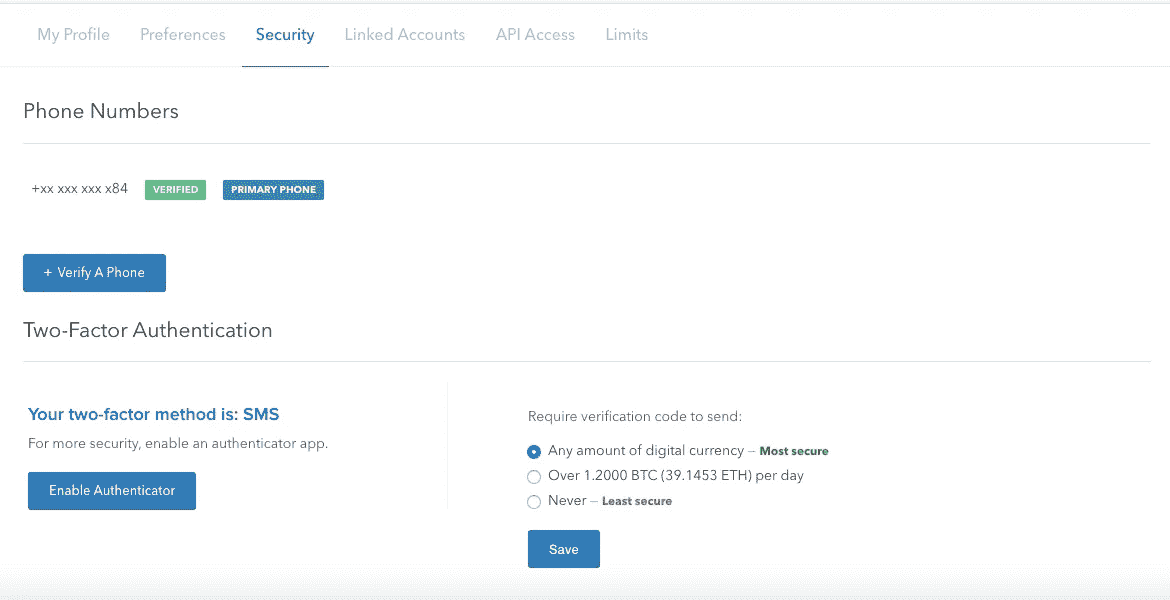 My Profile Preferences Security Linked Accounts API Access Limits
Phone Numbers
+xx xxx xxx x84 VERIFIED PRIMARY PHONE
+ Verify A Phone
Two-Factor Authentication
Your two-factor method is: SMS
For more security, enable an authenticator app.
Enable Authenticator
Require verification code to send:
Any amount of digital currency – Most secure
Over 1.2000 BTC (39.1453 ETH) per day
Never – Least secure
Save